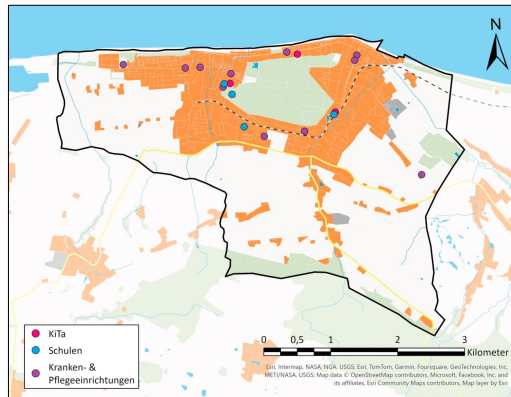 N
KiTa
Schulen
Kranken- &
Pflegeeinrichtungen
0 0,5 1 2 3
Kilometer
Esri, Intermap, NASA, NGA, USGS; Esri, TomTom, Garmin, Foursquare, GeoTechnologies, Inc,
METI/NASA, USGS; Map data © OpenStreetMap contributors, Microsoft, Facebook, Inc. and
its affiliates, Esri Community Maps contributors, Map layer by Esri